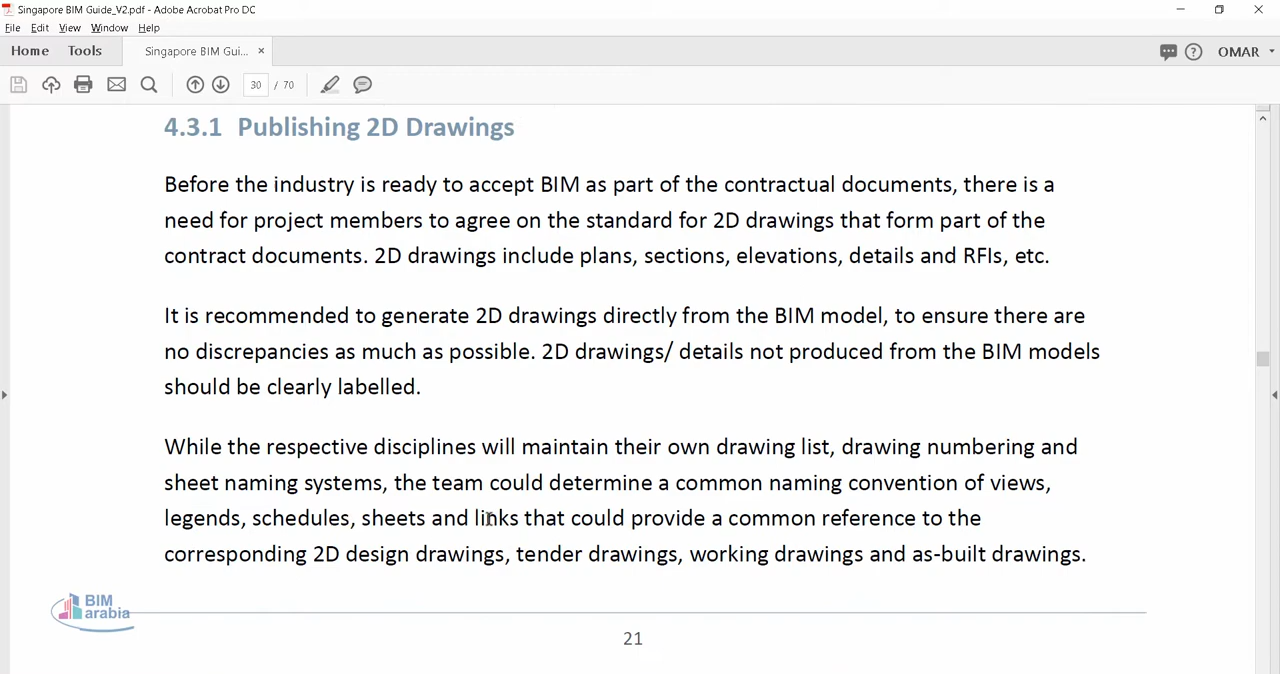 Singapore BIM Guide_V2.pdf - Adobe Acrobat Pro DC
File Edit View Window Help
Home Tools Singapore BIM Gui... × OMAR
30 / 70
4.3.1 Publishing 2D Drawings
Before the industry is ready to accept BIM as part of the contractual documents, there is a
need for project members to agree on the standard for 2D drawings that form part of the
contract documents. 2D drawings include plans, sections, elevations, details and RFIs, etc.
It is recommended to generate 2D drawings directly from the BIM model, to ensure there are
no discrepancies as much as possible. 2D drawings/ details not produced from the BIM models
should be clearly labelled.
While the respective disciplines will maintain their own drawing list, drawing numbering and
sheet naming systems, the team could determine a common naming convention of views,
legends, schedules, sheets and links that could provide a common reference to the
corresponding 2D design drawings, tender drawings, working drawings and as-built drawings.
BIM
arabia
21